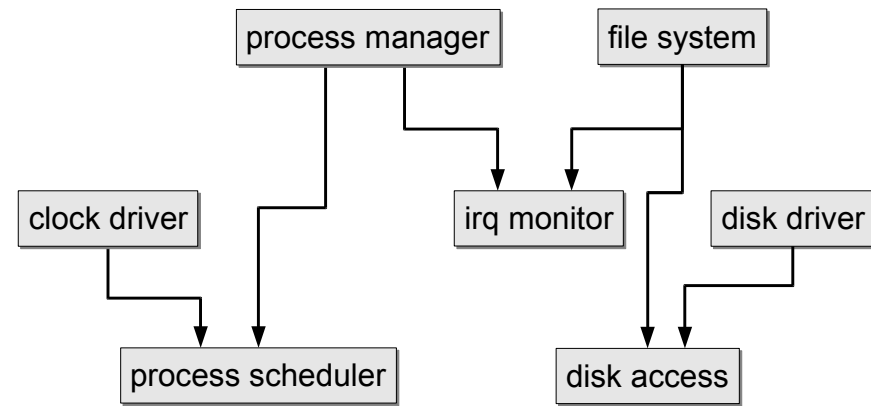 process manager
file system
clock driver
irq monitor
disk driver
process scheduler
disk access